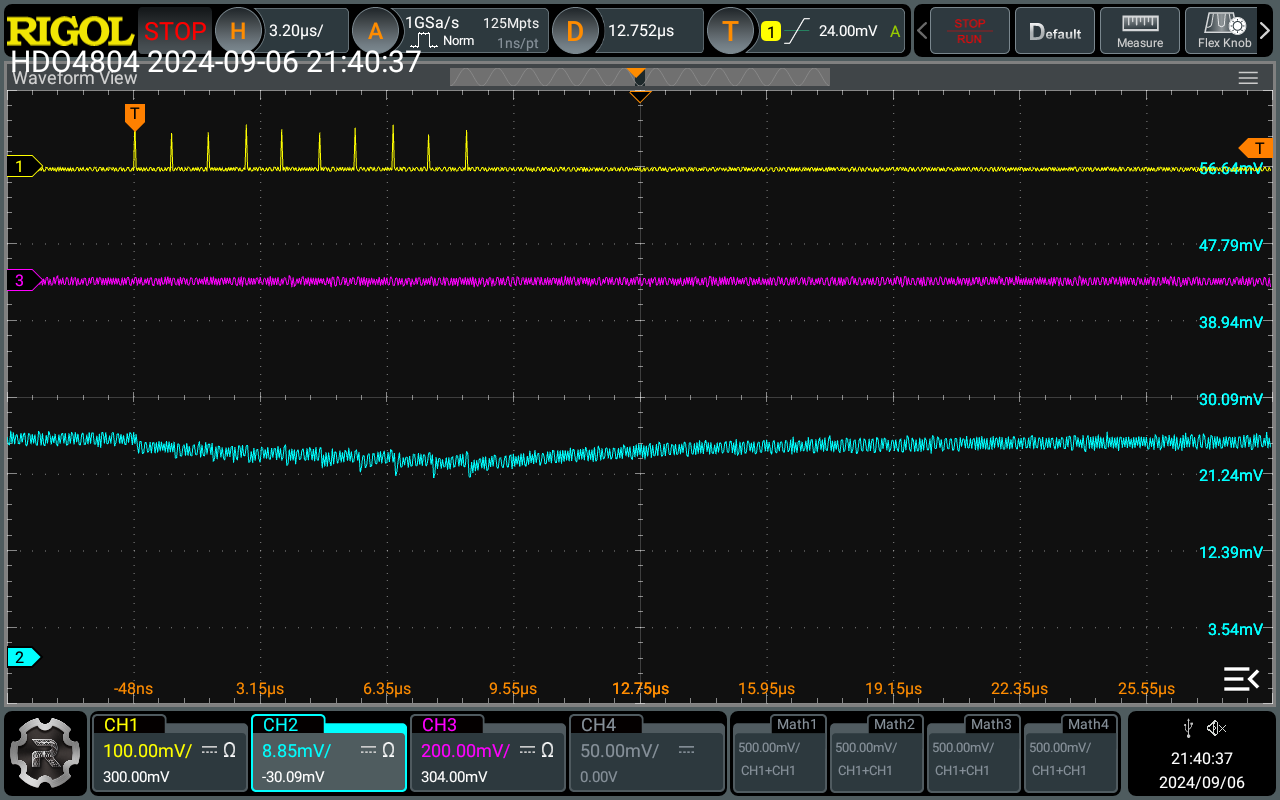 RIGOL STOP H 3.20µs/ A 1GSa/s 125Mpts Norm 1ns/pt D 12.752µs T 1 24.00mV A STOP RUN Default Measure Flex Knob
HDO4804 2024-09-06 21:40:37
Waveform View
T
1
T
56.64mV
47.79mV
3
38.94mV
30.09mV
21.24mV
12.39mV
3.54mV
2
-48ns 3.15µs 6.35µs 9.55µs 12.75µs 15.95µs 19.15µs 22.35µs 25.55µs
CH1 CH2 CH3 CH4 Math1 Math2 Math3 Math4
100.00mV/ Ω 8.85mV/ Ω 200.00mV/ Ω 50.00mV/ 500.00mV/ 500.00mV/ 500.00mV/ 500.00mV/
300.00mV -30.09mV 304.00mV 0.00V CH1+CH1 CH1+CH1 CH1+CH1 CH1+CH1
R
21:40:37
2024/09/06